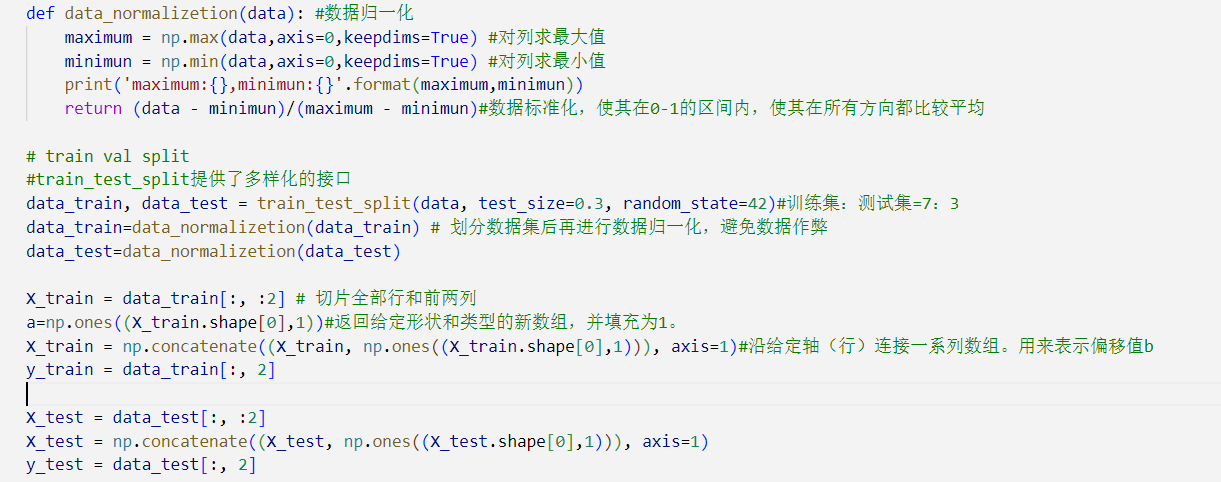 def data_normalizetion(data): #数据归一化
maximum = np.max(data,axis=0,keepdims=True) #对列求最大值
minimun = np.min(data,axis=0,keepdims=True) #对列求最小值
print('maximum:{},minimun:{}'.format(maximum,minimun))
return (data - minimun)/(maximum - minimun)#数据标准化，使其在0-1的区间内，使其在所有方向都比较平均
# train val split
#train_test_split提供了多样化的接口
data_train, data_test = train_test_split(data, test_size=0.3, random_state=42)#训练集：测试集=7：3
data_train=data_normalizetion(data_train) # 划分数据集后再进行数据归一化，避免数据作弊
data_test=data_normalizetion(data_test)
X_train = data_train[:, :2] # 切片全部行和前两列
a=np.ones((X_train.shape[0],1))#返回给定形状和类型的新数组，并填充为1。
X_train = np.concatenate((X_train, np.ones((X_train.shape[0],1))), axis=1)#沿给定轴（行）连接一系列数组。用来表示偏移值b
y_train = data_train[:, 2]
X_test = data_test[:, :2]
X_test = np.concatenate((X_test, np.ones((X_test.shape[0],1))), axis=1)
y_test = data_test[:, 2]